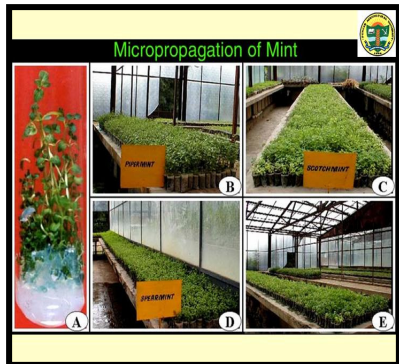 Micropropagation of Mint
PIPERMINT
B
SCOTCHMINT
C
A
SPEARMINT
D
E